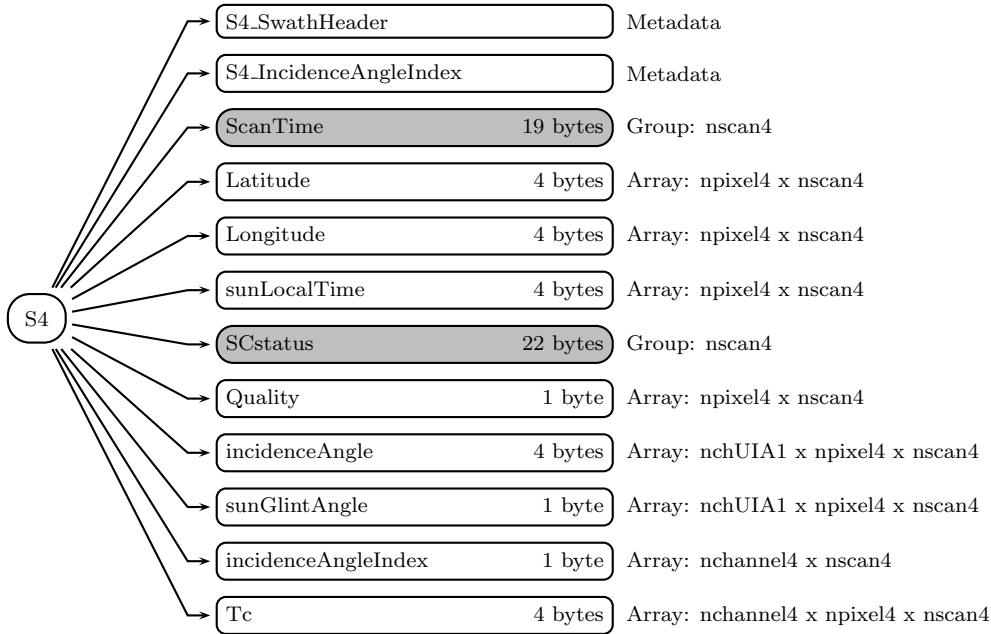 S4_SwathHeader Metadata
S4_IncidenceAngleIndex Metadata
ScanTime 19 bytes Group: nscan4
Latitude 4 bytes Array: npixel4 x nscan4
Longitude 4 bytes Array: npixel4 x nscan4
sunLocalTime 4 bytes Array: npixel4 x nscan4
S4
SCstatus 22 bytes Group: nscan4
Quality 1 byte Array: npixel4 x nscan4
incidenceAngle 4 bytes Array: nchUIA1 x npixel4 x nscan4
sunGlintAngle 1 byte Array: nchUIA1 x npixel4 x nscan4
incidenceAngleIndex 1 byte Array: nchannel4 x nscan4
Tc 4 bytes Array: nchannel4 x npixel4 x nscan4